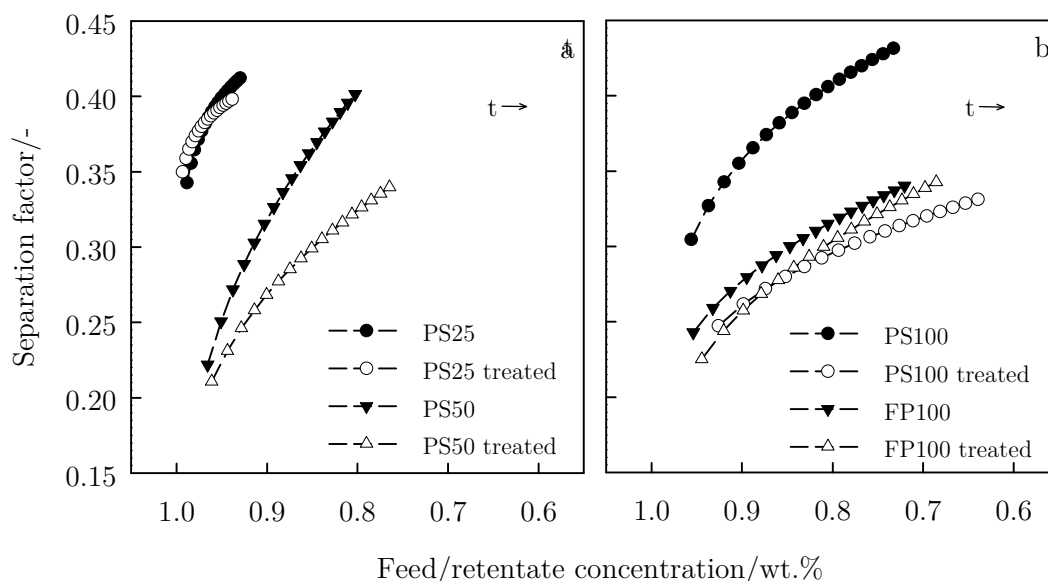 0.45
0.40
0.35
0.30
0.25
0.20
0.15
Separation factor/-
a
t
PS25
PS25 treated
PS50
PS50 treated
1.0 0.9 0.8 0.7 0.6
b
t
PS100
PS100 treated
FP100
FP100 treated
1.0 0.9 0.8 0.7 0.6
Feed/retentate concentration/wt.%